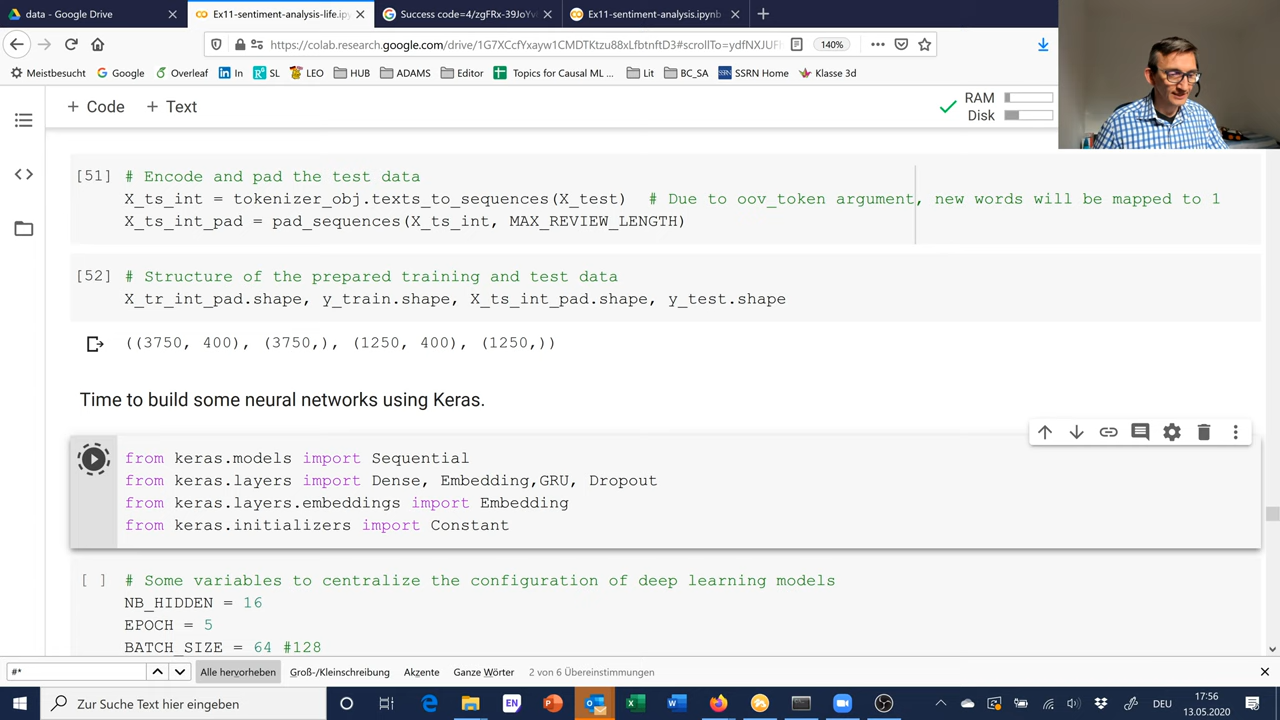 data - Google Drive
Ex11-sentiment-analysis-life.ipy
Success code=4/zgFRx-39JoYv
Ex11-sentiment-analysis.ipynb
https://colab.research.google.com/drive/1G7XCcfYxayw1CMDTKtzu88xLfbtnftD3#scrollTo=ydfNXJUF
140%
Meistbesucht
Google
Overleaf
In
SL
LEO
HUB
ADAMS
Editor
Topics for Causal ML ...
Lit
BC_SA
SSRN Home
Klasse 3d
+ Code + Text
RAM
Disk
[51] # Encode and pad the test data
X_ts_int = tokenizer_obj.texts_to_sequences(X_test) # Due to oov_token argument, new words will be mapped to 1
X_ts_int_pad = pad_sequences(X_ts_int, MAX_REVIEW_LENGTH)
[52] # Structure of the prepared training and test data
X_tr_int_pad.shape, y_train.shape, X_ts_int_pad.shape, y_test.shape
((3750, 400), (3750,), (1250, 400), (1250,))
Time to build some neural networks using Keras.
from keras.models import Sequential
from keras.layers import Dense, Embedding,GRU, Dropout
from keras.layers.embeddings import Embedding
from keras.initializers import Constant
[ ] # Some variables to centralize the configuration of deep learning models
NB_HIDDEN = 16
EPOCH = 5
BATCH_SIZE = 64 #128
#*
Alle hervorheben
Groß-/Kleinschreibung
Akzente
Ganze Wörter
2 von 6 Übereinstimmungen
Zur Suche Text hier eingeben
EN
DEU
17:56
13.05.2020